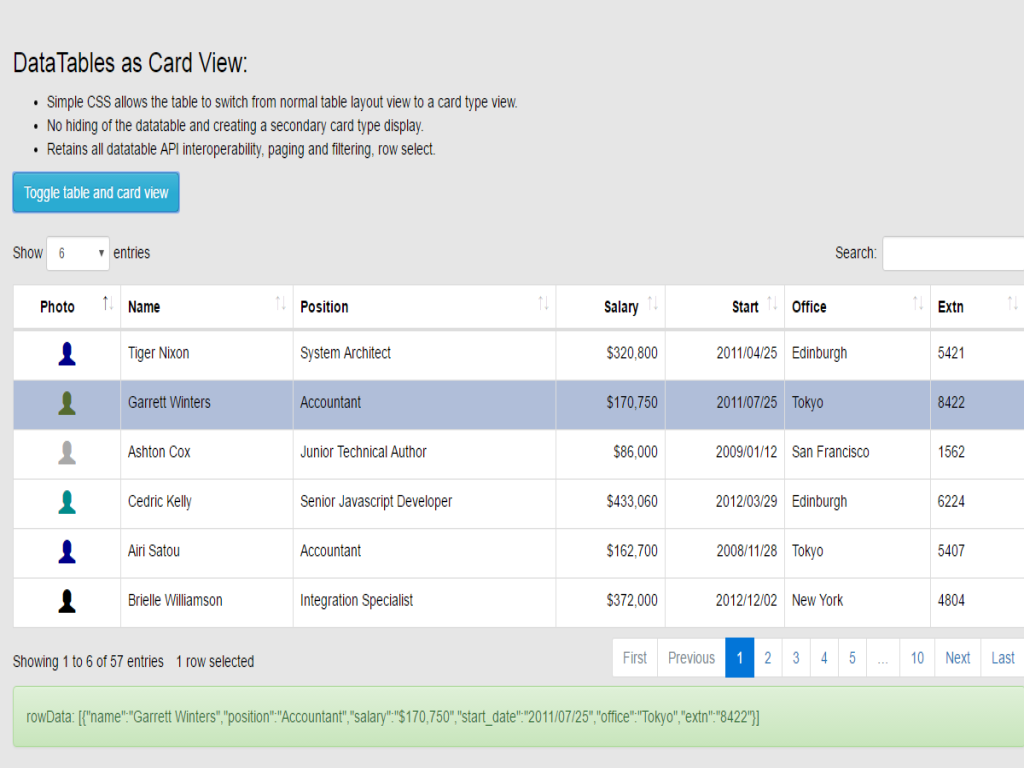 DataTables as Card View:
• Simple CSS allows the table to switch from normal table layout view to a card type view.
• No hiding of the datatable and creating a secondary card type display.
• Retains all datatable API interoperability, paging and filtering, row select.
Toggle table and card view
Show 6 entries Search:
Photo Name Position Salary Start Office Extn
Tiger Nixon System Architect $320,800 2011/04/25 Edinburgh 5421
Garrett Winters Accountant $170,750 2011/07/25 Tokyo 8422
Ashton Cox Junior Technical Author $86,000 2009/01/12 San Francisco 1562
Cedric Kelly Senior Javascript Developer $433,060 2012/03/29 Edinburgh 6224
Airi Satou Accountant $162,700 2008/11/28 Tokyo 5407
Brielle Williamson Integration Specialist $372,000 2012/12/02 New York 4804
Showing 1 to 6 of 57 entries 1 row selected First Previous 1 2 3 4 5 … 10 Next Last
rowData: [{"name":"Garrett Winters","position":"Accountant","salary":"$170,750","start_date":"2011/07/25","office":"Tokyo","extn":"8422"}]